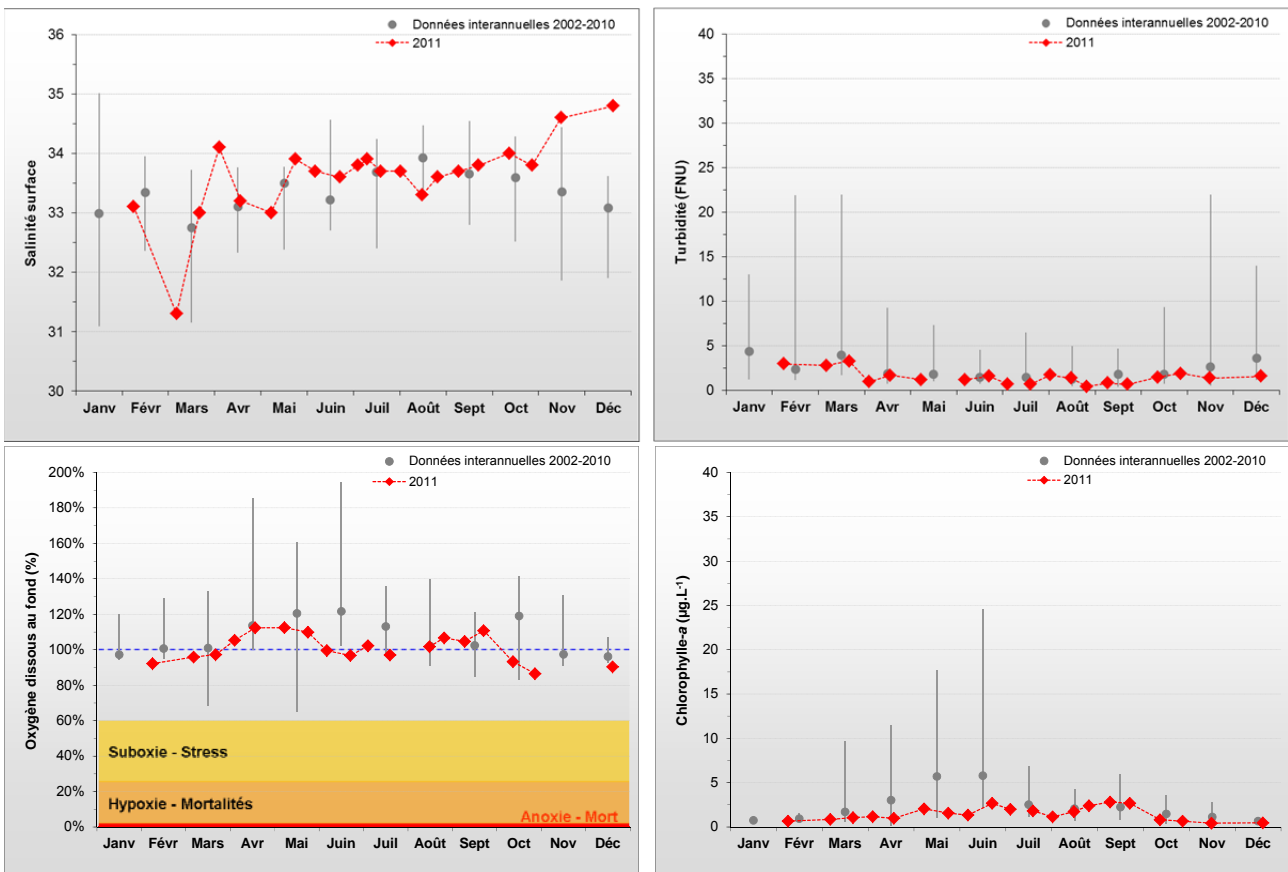 Données interannuelles 2002-2010
2011
36
35
34
33
32
31
30
Salinité surface
Janv Févr Mars Avr Mai Juin Juil Août Sept Oct Nov Déc
Données interannuelles 2002-2010
2011
40
35
30
25
20
15
10
5
0
Turbidité (FNU)
Janv Févr Mars Avr Mai Juin Juil Août Sept Oct Nov Déc
Données interannuelles 2002-2010
2011
200%
180%
160%
140%
120%
100%
80%
60%
40%
20%
0%
Oxygène dissous au fond (%)
Suboxie - Stress
Hypoxie - Mortalités
Anoxie - Mort
Janv Févr Mars Avr Mai Juin Juil Août Sept Oct Nov Déc
Données interannuelles 2002-2010
2011
40
35
30
25
20
15
10
5
0
Chlorophylle-a (µg.L⁻¹)
Janv Févr Mars Avr Mai Juin Juil Août Sept Oct Nov Déc